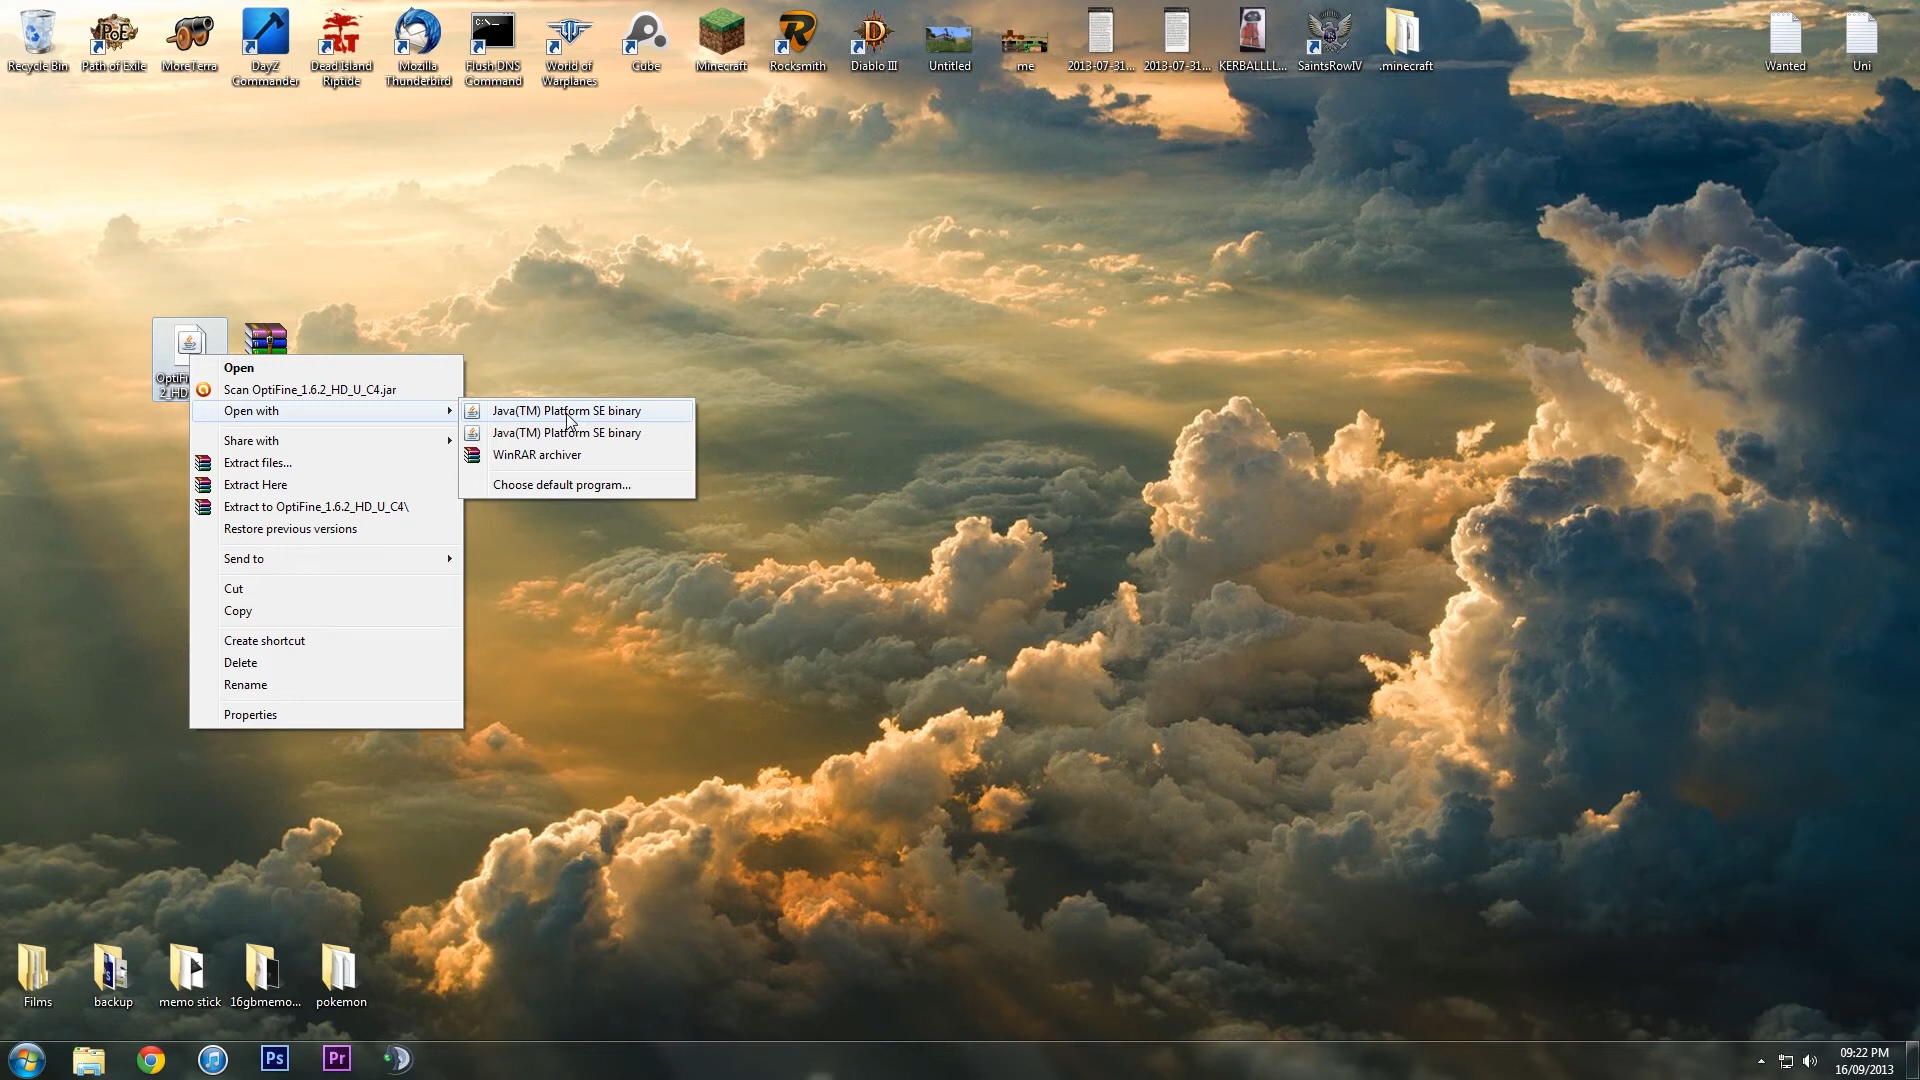 Recycle Bin
Path of Exile
MoreTerra
DayZ
Commander
Dead Island
Riptide
Mozilla
Thunderbird
Flush DNS
Command
World of
Warplanes
Cube
Minecraft
Rocksmith
Diablo III
Untitled
me
2013-07-31...
2013-07-31...
KERBALLLL...
SaintsRowIV
.minecraft
Wanted
Uni
OptiFi
2_HD
Open
Scan OptiFine_1.6.2_HD_U_C4.jar
Open with
Share with
Extract files...
Extract Here
Extract to OptiFine_1.6.2_HD_U_C4\
Restore previous versions
Send to
Cut
Copy
Create shortcut
Delete
Rename
Properties
Java(TM) Platform SE binary
Java(TM) Platform SE binary
WinRAR archiver
Choose default program...
Films
backup
memo stick
16gbmemo...
pokemon
Ps
Pr
09:22 PM
16/09/2013